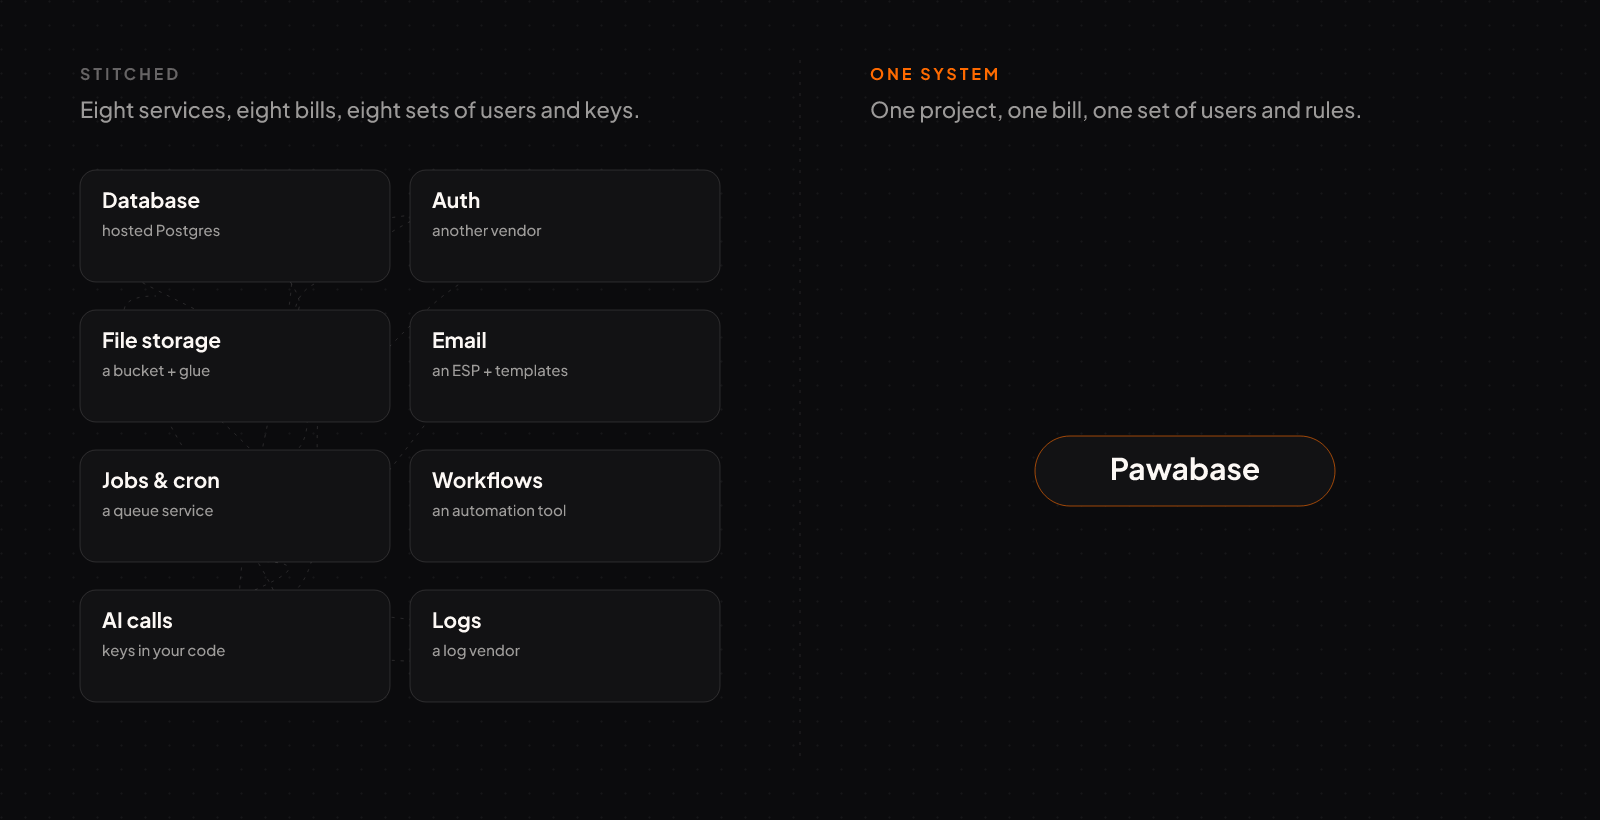 STITCHED
Eight services, eight bills, eight sets of users and keys.
Database
hosted Postgres
Auth
another vendor
File storage
a bucket + glue
Email
an ESP + templates
Jobs & cron
a queue service
Workflows
an automation tool
AI calls
keys in your code
Logs
a log vendor
ONE SYSTEM
One project, one bill, one set of users and rules.
Pawabase